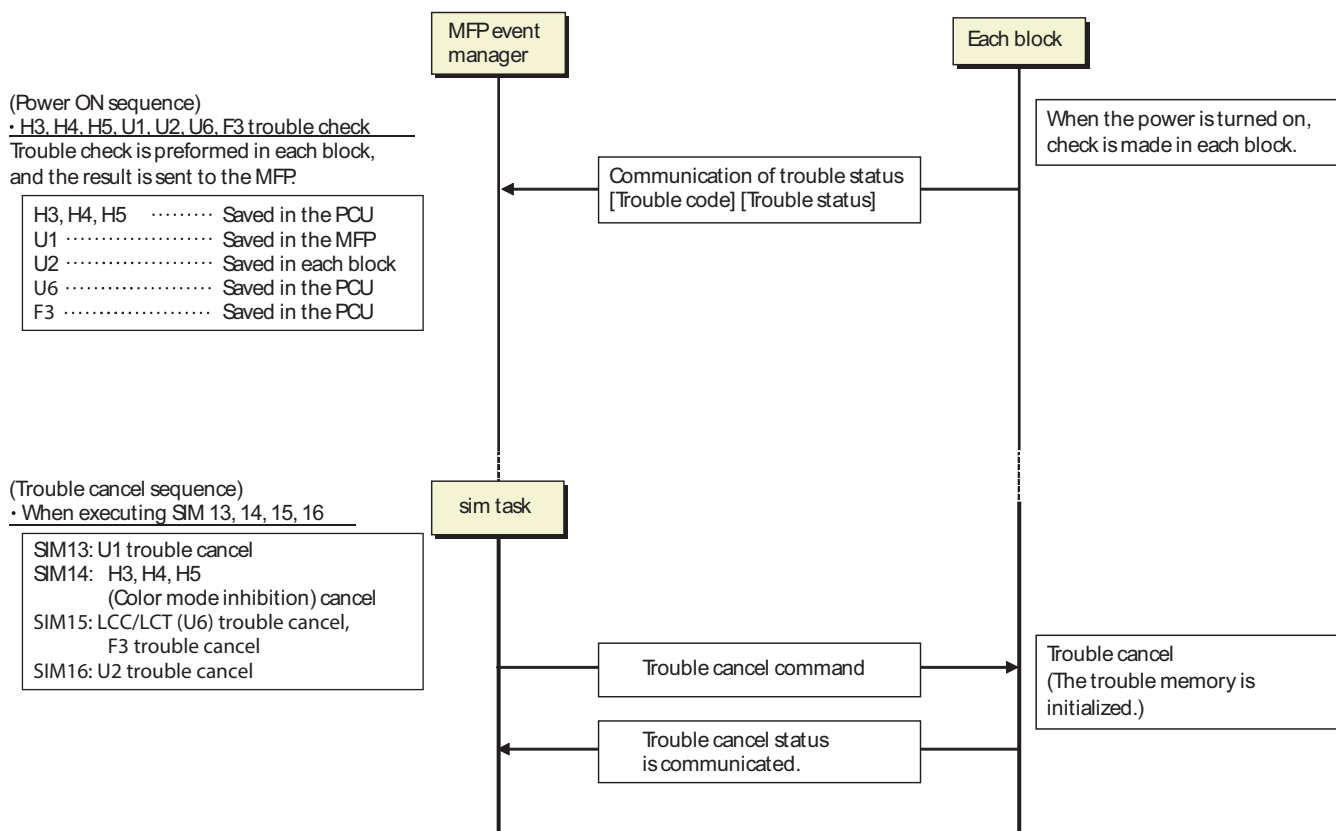 MFP event
manager
Each block
(Power ON sequence)
· H3, H4, H5, U1, U2, U6, F3 trouble check
Trouble check is preformed in each block,
and the result is sent to the MFP.
When the power is turned on,
check is made in each block.
Communication of trouble status
[Trouble code] [Trouble status]
H3, H4, H5 ········· Saved in the PCU
U1 ····················· Saved in the MFP
U2 ····················· Saved in each block
U6 ····················· Saved in the PCU
F3 ····················· Saved in the PCU
(Trouble cancel sequence)
· When executing SIM 13, 14, 15, 16
sim task
SIM13: U1 trouble cancel
SIM14: H3, H4, H5
(Color mode inhibition) cancel
SIM15: LCC/LCT (U6) trouble cancel,
F3 trouble cancel
SIM16: U2 trouble cancel
Trouble cancel command
Trouble cancel
(The trouble memory is
initialized.)
Trouble cancel status
is communicated.